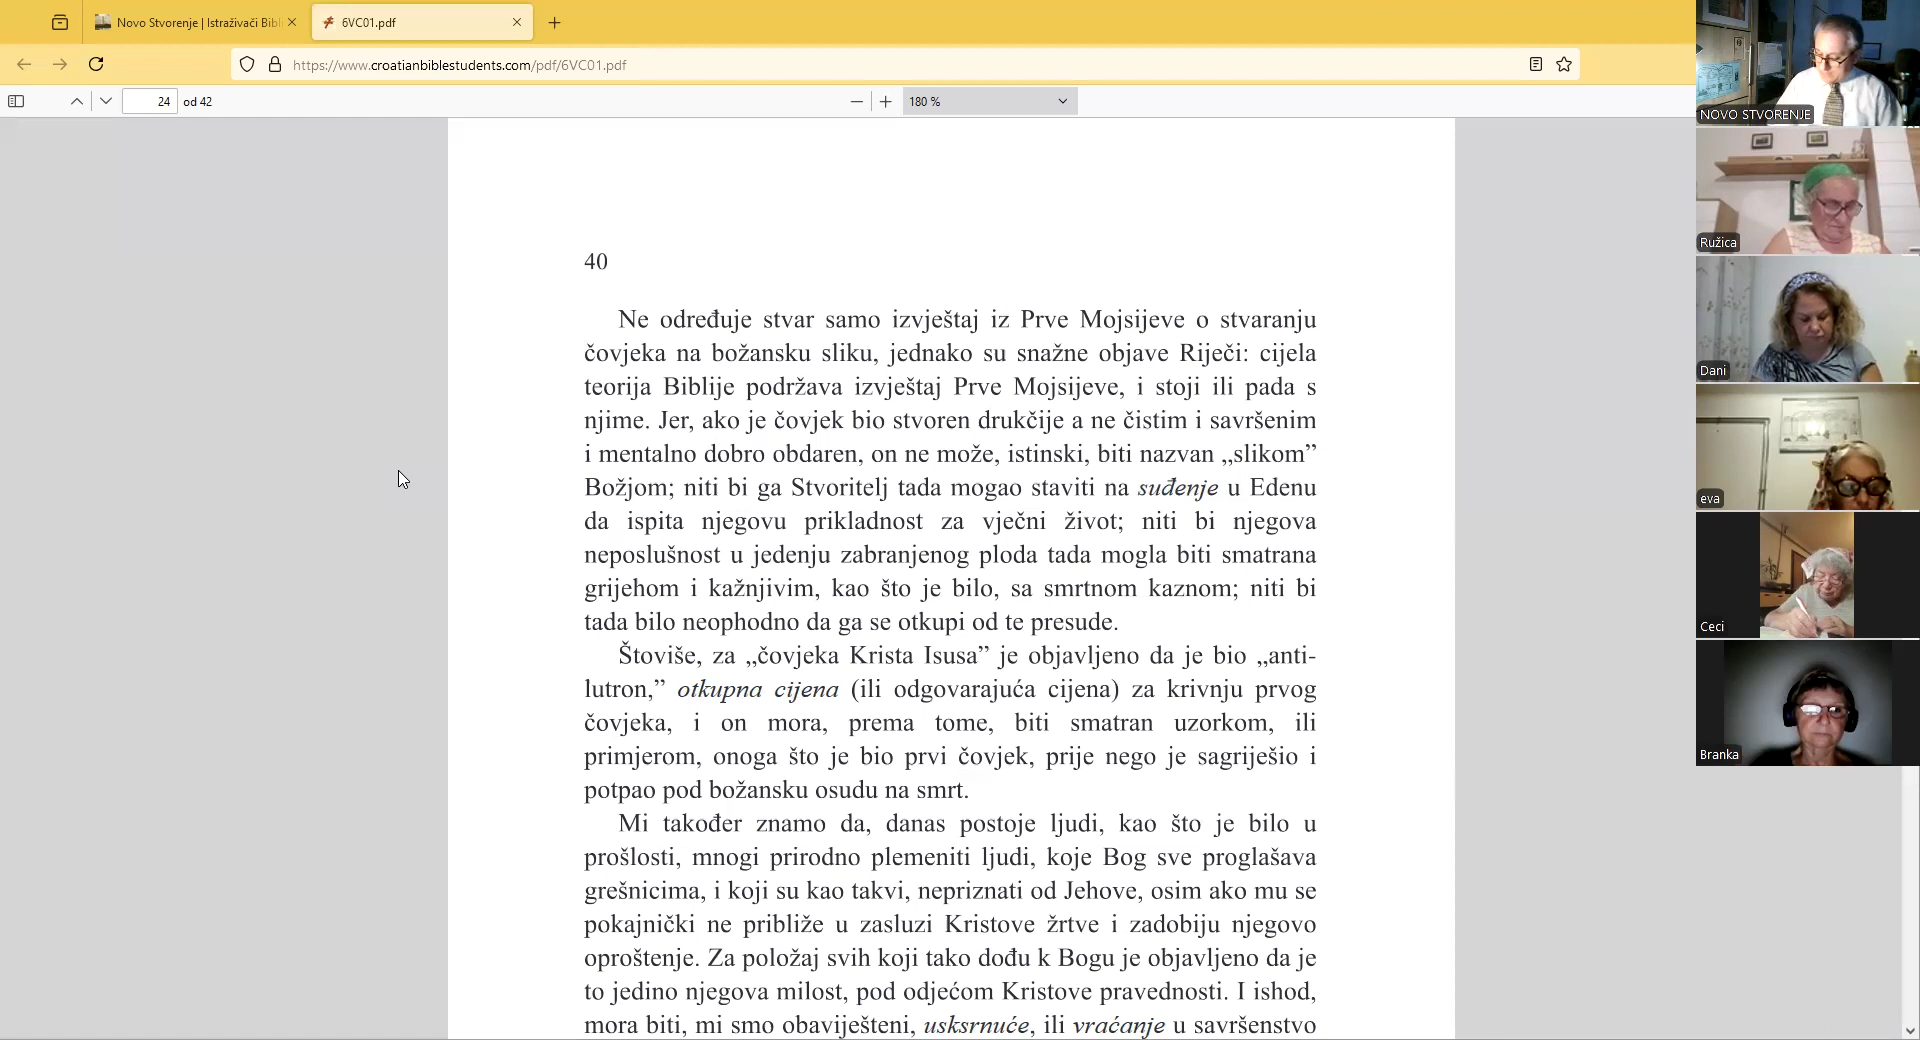 Novo Stvorenje | Istraživači Bibl
6VC01.pdf
https://www.croatianbiblestudents.com/pdf/6VC01.pdf
24 od 42
180 %
40
Ne određuje stvar samo izvještaj iz Prve Mojsijeve o stvaranju
čovjeka na božansku sliku, jednako su snažne objave Riječi: cijela
teorija Biblije podržava izvještaj Prve Mojsijeve, i stoji ili pada s
njime. Jer, ako je čovjek bio stvoren drukčije a ne čistim i savršenim
i mentalno dobro obdaren, on ne može, istinski, biti nazvan „slikom”
Božjom; niti bi ga Stvoritelj tada mogao staviti na suđenje u Edenu
da ispita njegovu prikladnost za vječni život; niti bi njegova
neposlušnost u jedenju zabranjenog ploda tada mogla biti smatrana
grijehom i kažnjivim, kao što je bilo, sa smrtnom kaznom; niti bi
tada bilo neophodno da ga se otkupi od te presude.
Štoviše, za „čovjeka Krista Isusa” je objavljeno da je bio „anti-
lutron,” otkupna cijena (ili odgovarajuća cijena) za krivnju prvog
čovjeka, i on mora, prema tome, biti smatran uzorkom, ili
primjerom, onoga što je bio prvi čovjek, prije nego je sagriješio i
potpao pod božansku osudu na smrt.
Mi također znamo da, danas postoje ljudi, kao što je bilo u
prošlosti, mnogi prirodno plemeniti ljudi, koje Bog sve proglašava
grešnicima, i koji su kao takvi, nepriznati od Jehove, osim ako mu se
pokajnički ne približe u zasluzi Kristove žrtve i zadobiju njegovo
oproštenje. Za položaj svih koji tako dođu k Bogu je objavljeno da je
to jedino njegova milost, pod odjećom Kristove pravednosti. I ishod,
mora biti, mi smo obaviješteni, usksrnuće, ili vraćanje u savršenstvo
NOVO STVORENJE
Ružica
Dani
eva
Ceci
Branka